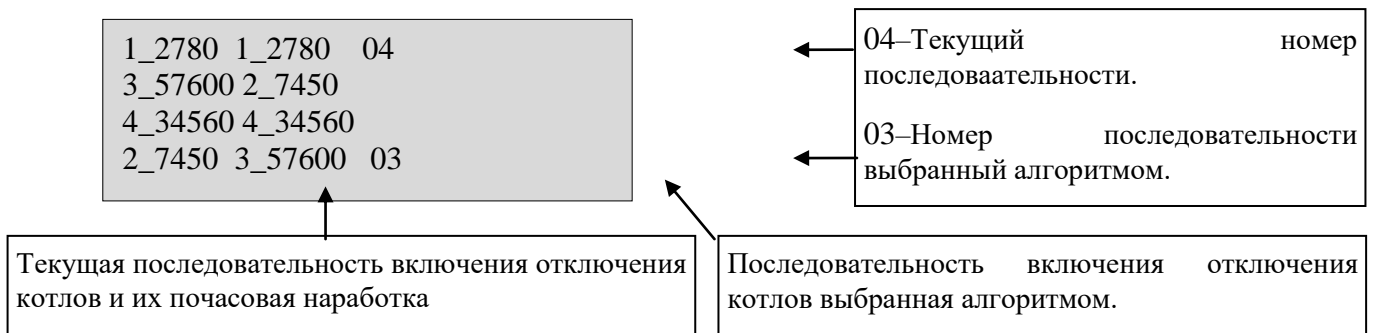 1_2780 1_2780 04
3_57600 2_7450
4_34560 4_34560
2_7450 3_57600 03
04–Текущий номер
последоваательности.
03–Номер последовательности
выбранный алгоритмом.
Текущая последовательность включения отключения
котлов и их почасовая наработка
Последовательность включения отключения
котлов выбранная алгоритмом.